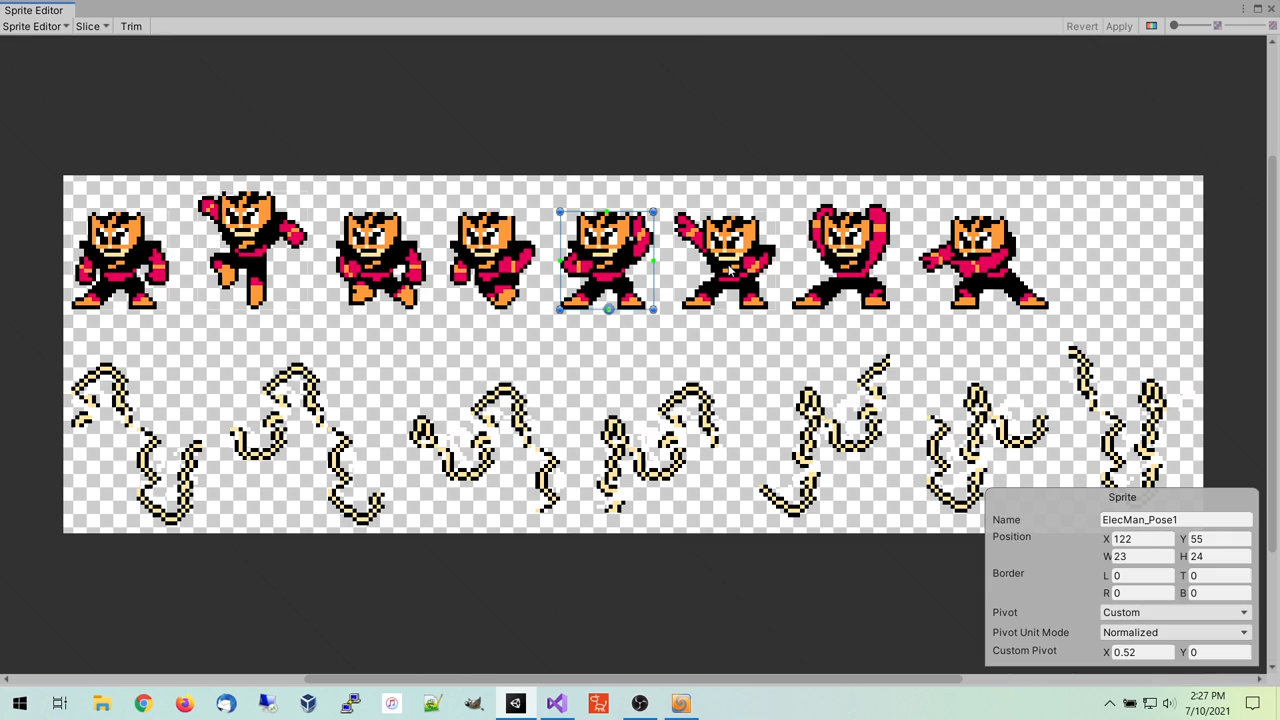 Sprite Editor
Sprite Editor Slice Trim Revert Apply
Sprite
Name ElecMan_Pose1
Position X 122 Y 55
W 23 H 24
Border L 0 T 0
R 0 B 0
Pivot Custom
Pivot Unit Mode Normalized
Custom Pivot X 0.52 Y 0
2:27 PM
7/10/2021